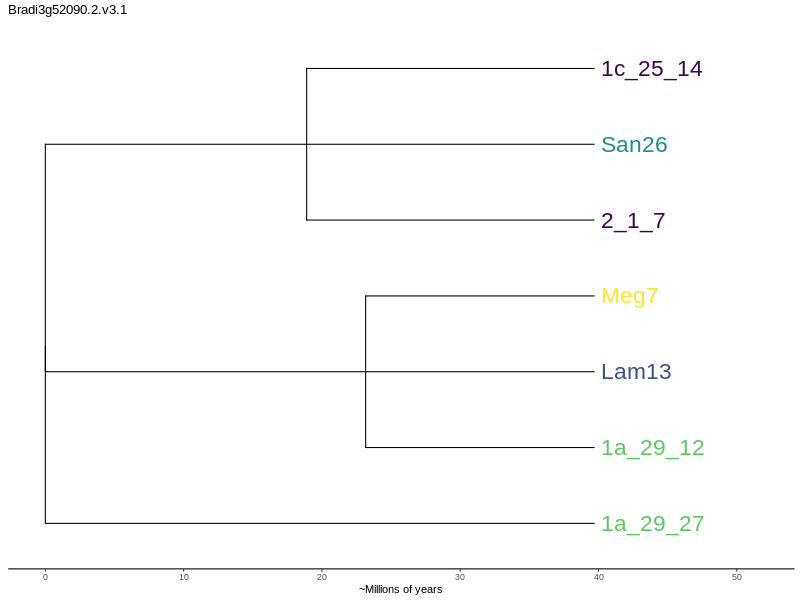 Bradi3g52090.2.v3.1
1c_25_14
San26
2_1_7
Meg7
Lam13
1a_29_12
1a_29_27
0 10 20 30 40 50
~Millions of years